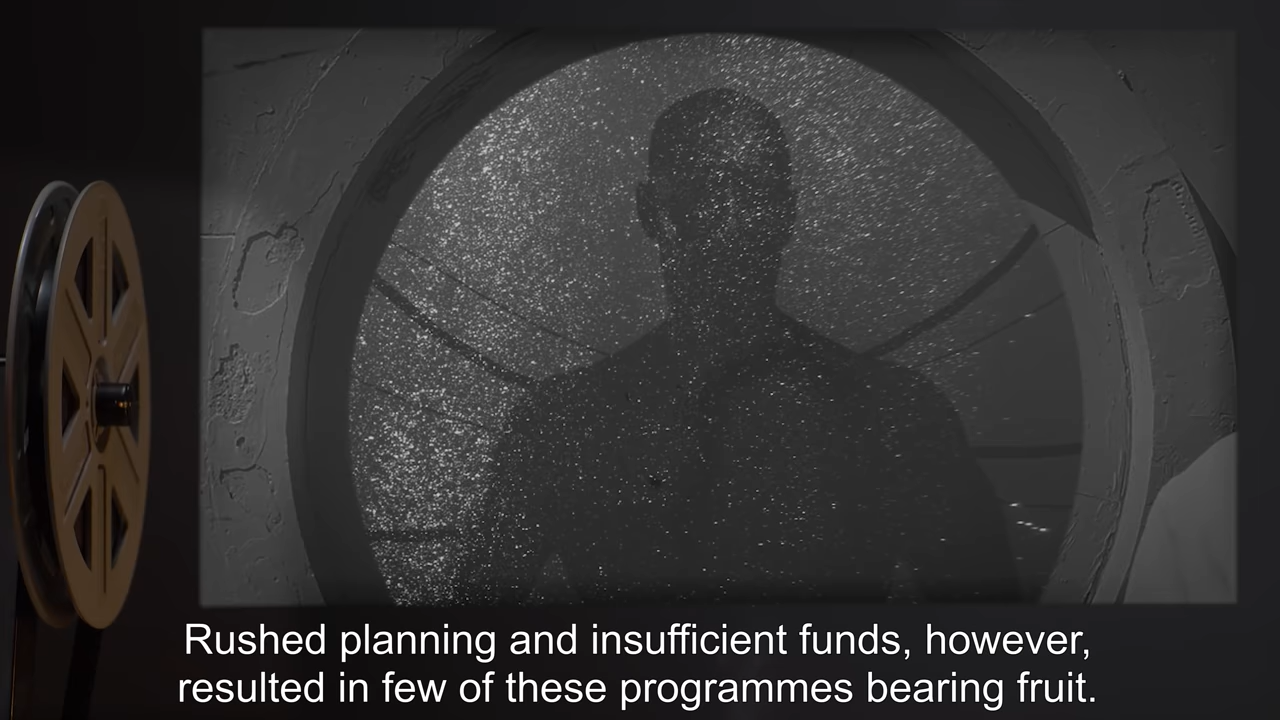 Rushed planning and insufficient funds, however,
resulted in few of these programmes bearing fruit.